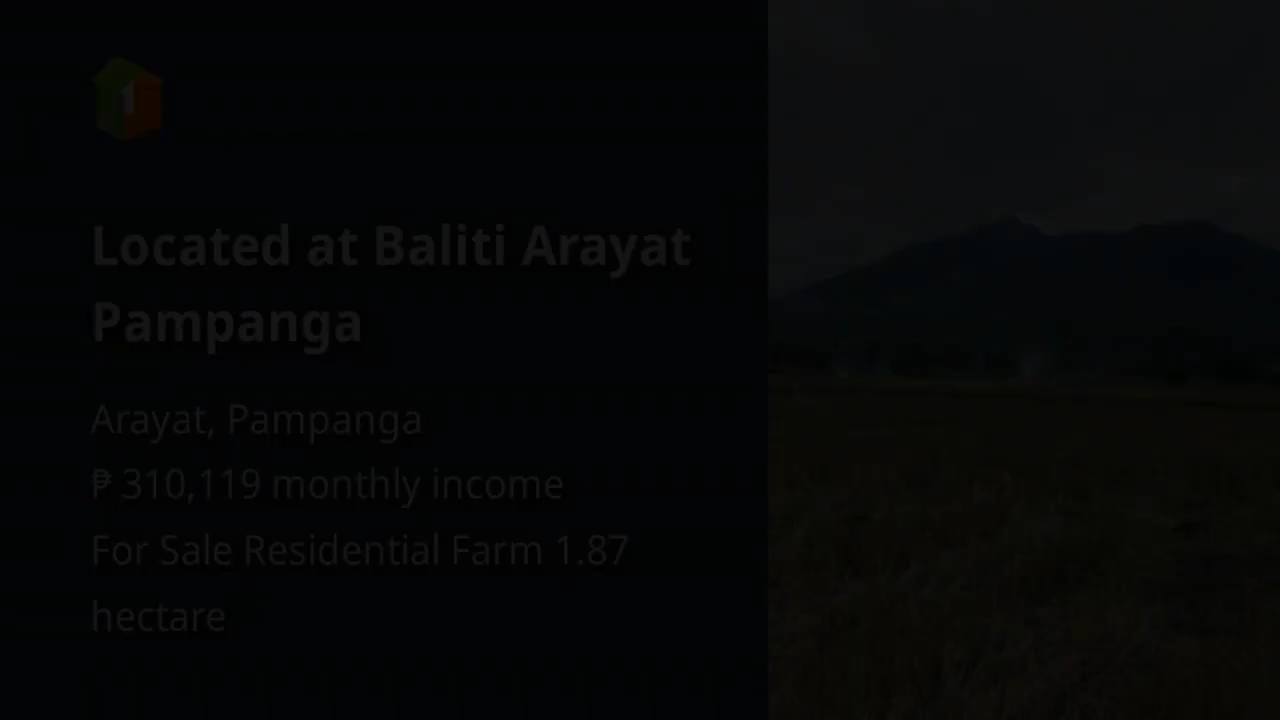 Located at Baliti Arayat
Pampanga
Arayat, Pampanga
₱ 310,119 monthly income
For Sale Residential Farm 1.87
hectare